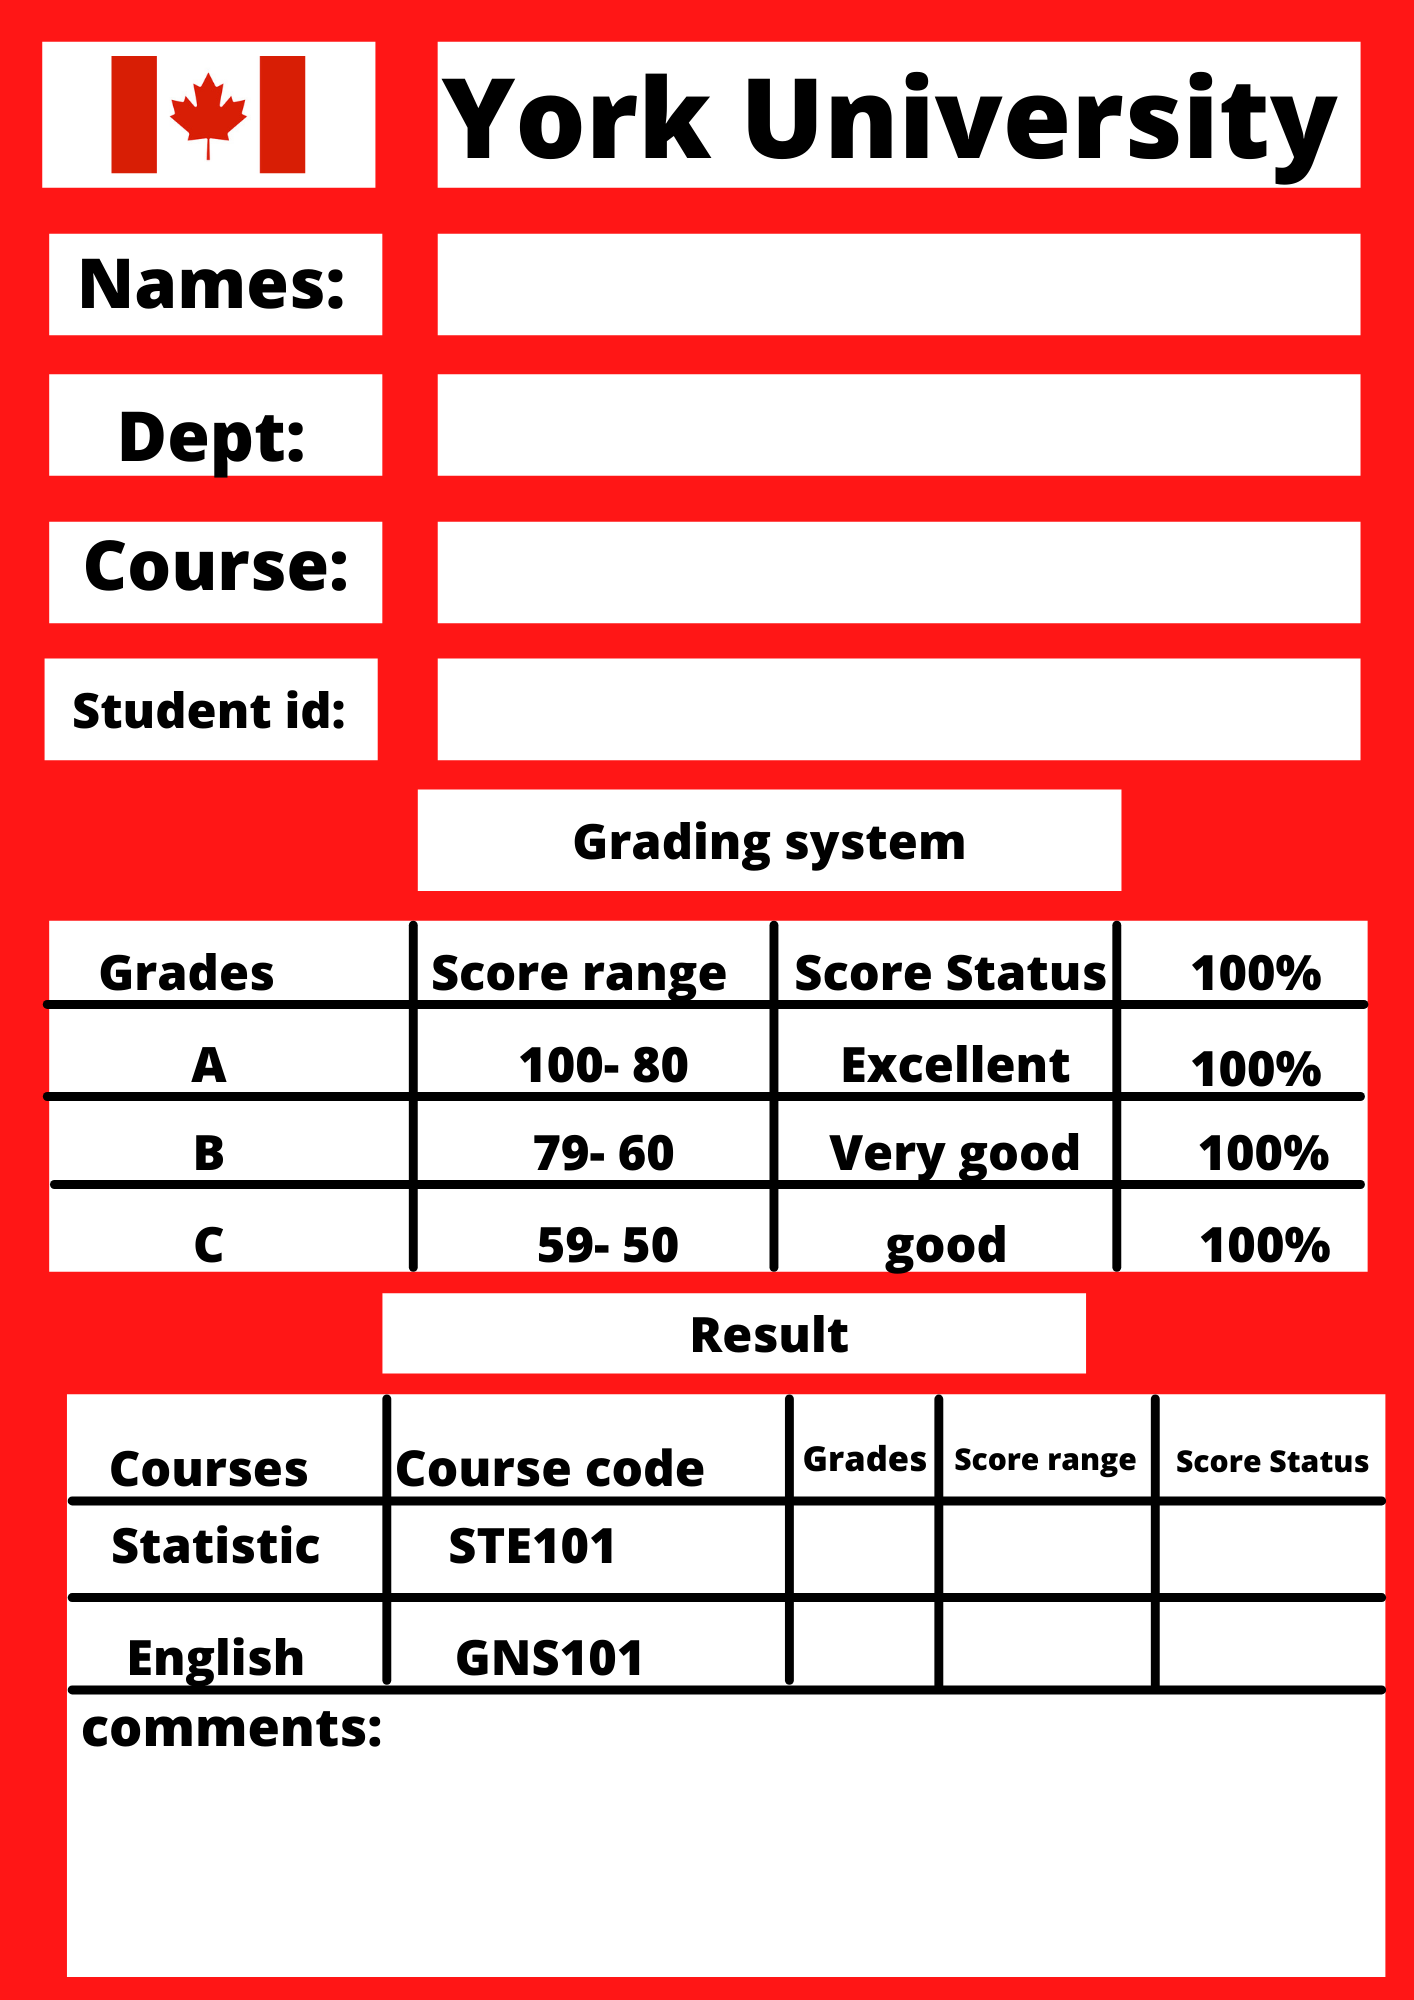 York University
Names:
Dept:
Course:
Student id:
Grading system
Grades Score range Score Status 100%
A 100- 80 Excellent 100%
B 79- 60 Very good 100%
C 59- 50 good 100%
Result
Courses Course code Grades Score range Score Status
Statistic STE101
English GNS101
comments: